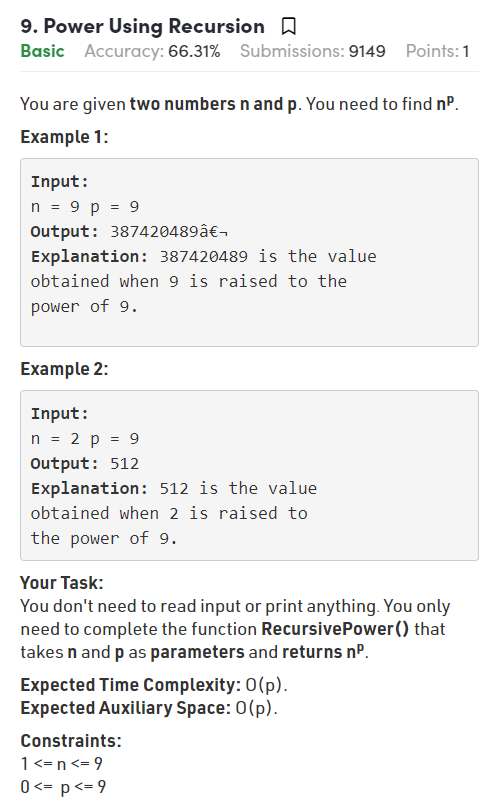 9. Power Using Recursion
Basic Accuracy: 66.31% Submissions: 9149 Points: 1
You are given two numbers n and p. You need to find nᵖ.
Example 1:
Input:
n = 9 p = 9
Output: 387420489â€¬
Explanation: 387420489 is the value
obtained when 9 is raised to the
power of 9.
Example 2:
Input:
n = 2 p = 9
Output: 512
Explanation: 512 is the value
obtained when 2 is raised to
the power of 9.
Your Task:
You don't need to read input or print anything. You only
need to complete the function RecursivePower() that
takes n and p as parameters and returns nᵖ.
Expected Time Complexity: O(p).
Expected Auxiliary Space: O(p).
Constraints:
1 <= n <= 9
0 <= p <= 9